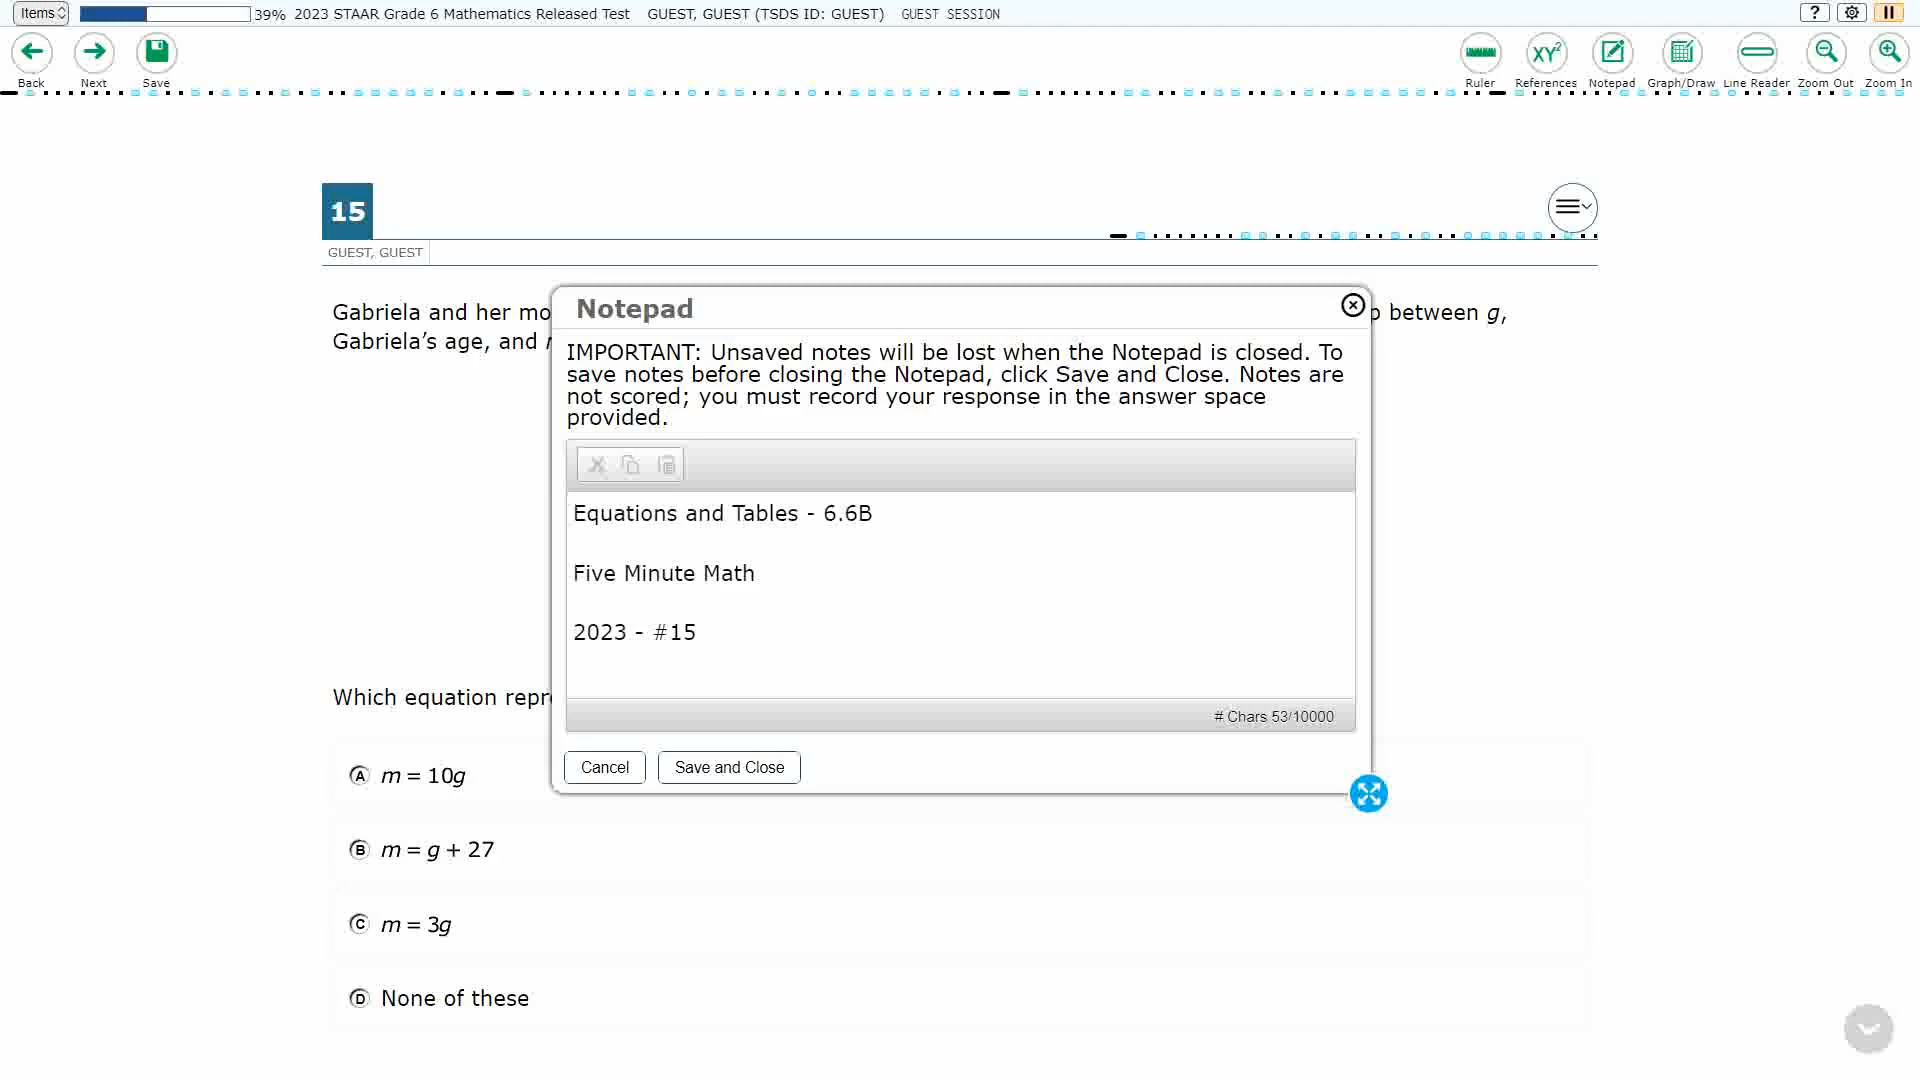 Items 39% 2023 STAAR Grade 6 Mathematics Released Test GUEST, GUEST (TSDS ID: GUEST) GUEST SESSION ?
Back Next Save Ruler XY² References Notepad Graph/Draw Line Reader Zoom Out Zoom In
15
GUEST, GUEST
Gabriela and her between g,
Gabriela's age, and
Notepad
IMPORTANT: Unsaved notes will be lost when the Notepad is closed. To
save notes before closing the Notepad, click Save and Close. Notes are
not scored; you must record your response in the answer space
provided.
Equations and Tables - 6.6B
Five Minute Math
2023 - #15
# Chars 53/10000
Cancel Save and Close
Which equation
A m = 10g
B m = g + 27
C m = 3g
D None of these